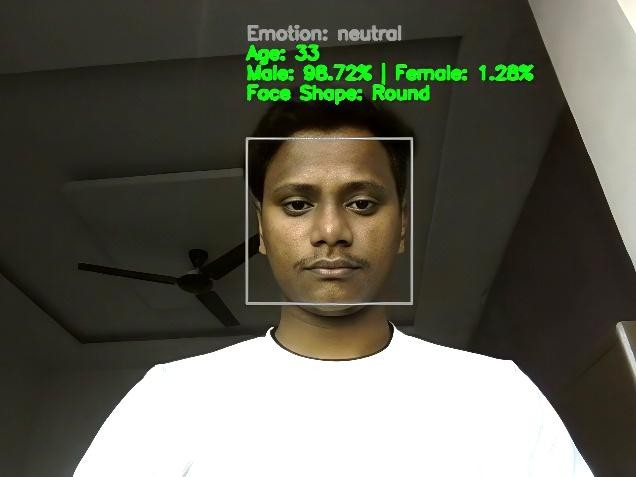 Emotion: neutral
Age: 33
Male: 98.72% | Female: 1.28%
Face Shape: Round